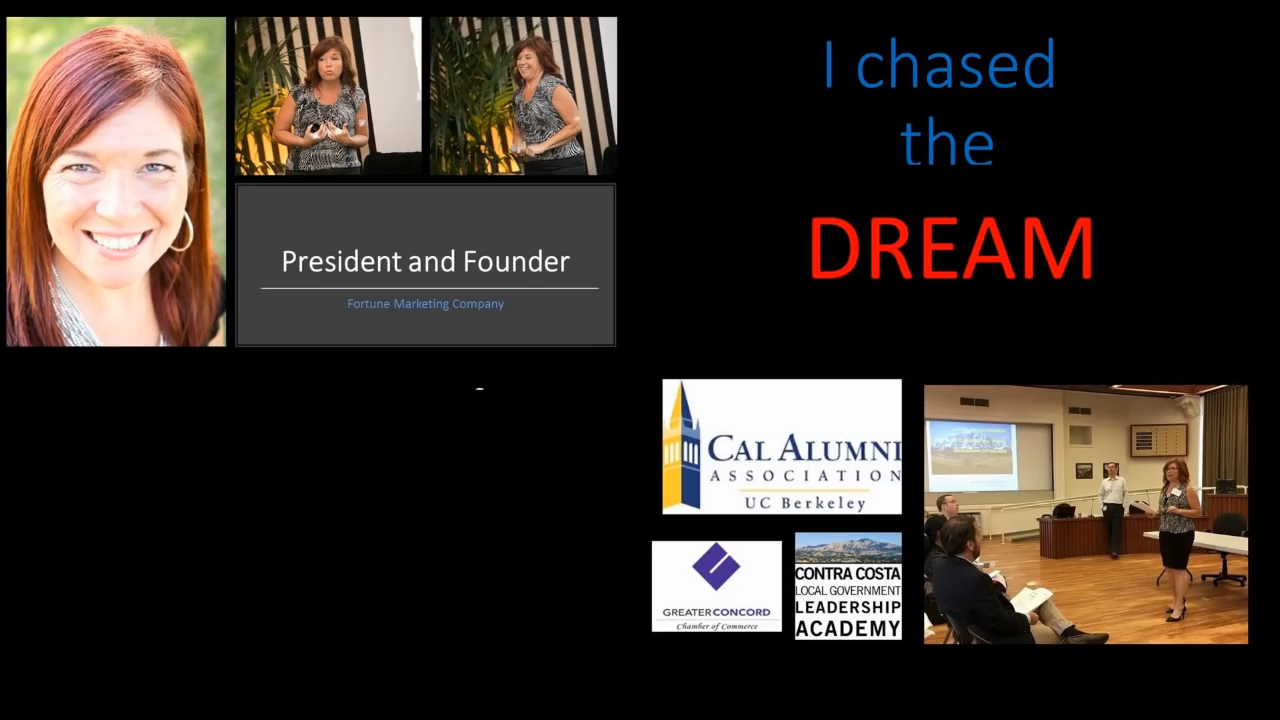 I chased
the
DREAM
President and Founder
Fortune Marketing Company
CAL ALUMNI
ASSOCIATION
UC Berkeley
GREATER CONCORD
Chamber of Commerce
CONTRA COSTA
LOCAL GOVERNMENT
LEADERSHIP
ACADEMY